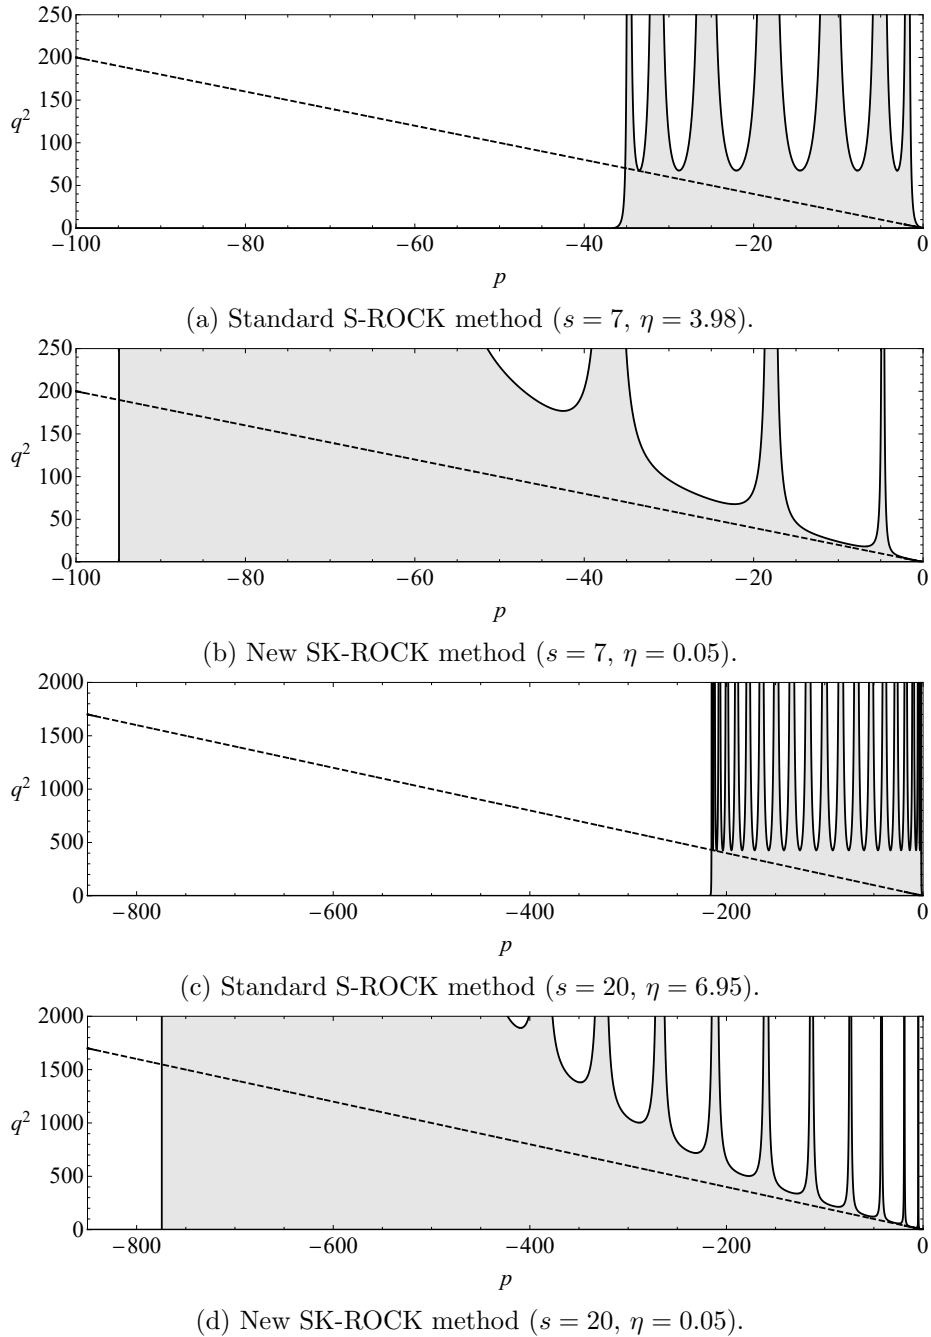 250
200
150
q²
100
50
0
−100 −80 −60 −40 −20 0
p
(a) Standard S-ROCK method (s = 7, η = 3.98).
250
200
150
q²
100
50
0
−100 −80 −60 −40 −20 0
p
(b) New SK-ROCK method (s = 7, η = 0.05).
2000
1500
q²
1000
500
0
−800 −600 −400 −200 0
p
(c) Standard S-ROCK method (s = 20, η = 6.95).
2000
1500
q²
1000
500
0
−800 −600 −400 −200 0
p
(d) New SK-ROCK method (s = 20, η = 0.05).